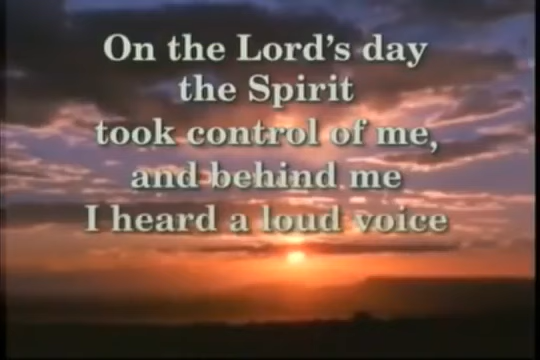 On the Lord's day
the Spirit
took control of me,
and behind me
I heard a loud voice